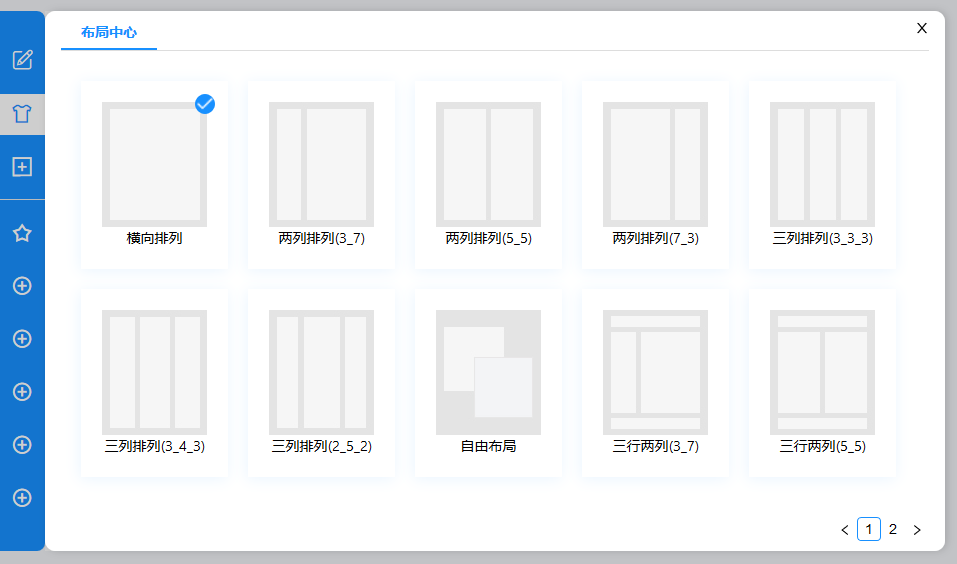 布局中心
X
横向排列
两列排列(3_7)
两列排列(5_5)
两列排列(7_3)
三列排列(3_3_3)
三列排列(3_4_3)
三列排列(2_5_2)
自由布局
三行两列(3_7)
三行两列(5_5)
< 1 2 >